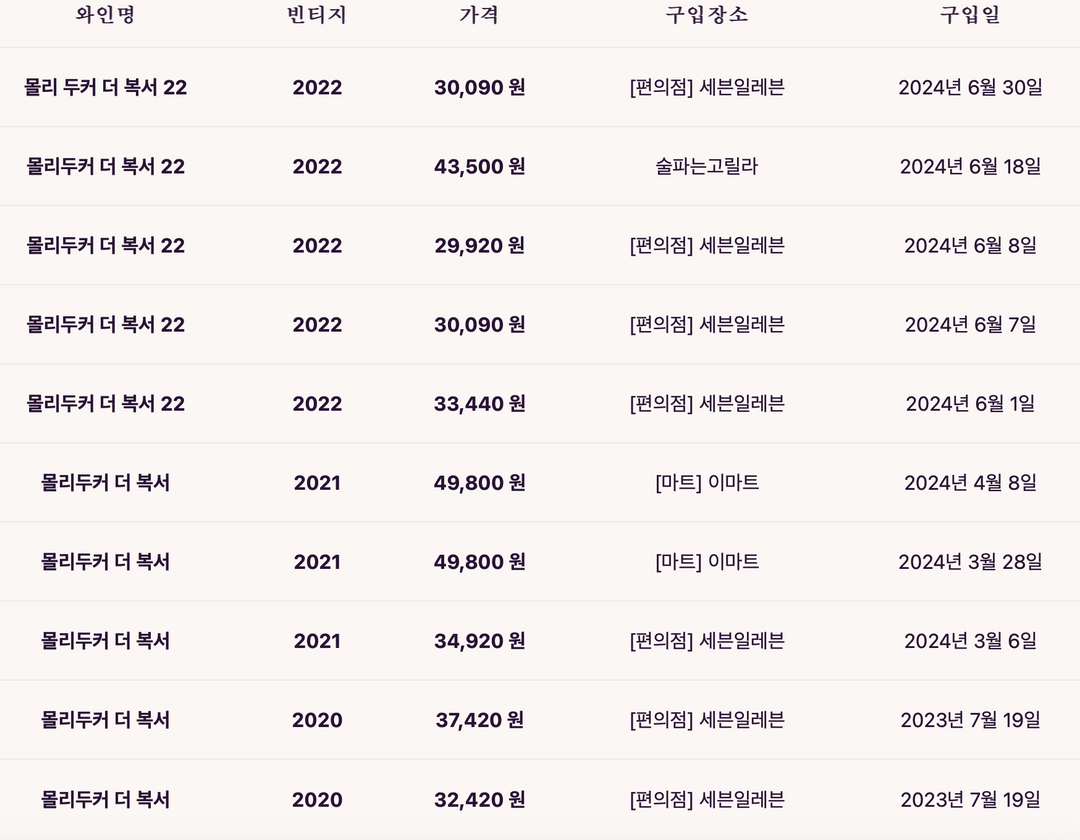 와인명 빈티지 가격 구입장소 구입일
몰리 두커 더 복서 22 2022 30,090 원 [편의점] 세븐일레븐 2024년 6월 30일
몰리두커 더 복서 22 2022 43,500 원 술파는고릴라 2024년 6월 18일
몰리두커 더 복서 22 2022 29,920 원 [편의점] 세븐일레븐 2024년 6월 8일
몰리두커 더 복서 22 2022 30,090 원 [편의점] 세븐일레븐 2024년 6월 7일
몰리두커 더 복서 22 2022 33,440 원 [편의점] 세븐일레븐 2024년 6월 1일
몰리두커 더 복서 2021 49,800 원 [마트] 이마트 2024년 4월 8일
몰리두커 더 복서 2021 49,800 원 [마트] 이마트 2024년 3월 28일
몰리두커 더 복서 2021 34,920 원 [편의점] 세븐일레븐 2024년 3월 6일
몰리두커 더 복서 2020 37,420 원 [편의점] 세븐일레븐 2023년 7월 19일
몰리두커 더 복서 2020 32,420 원 [편의점] 세븐일레븐 2023년 7월 19일